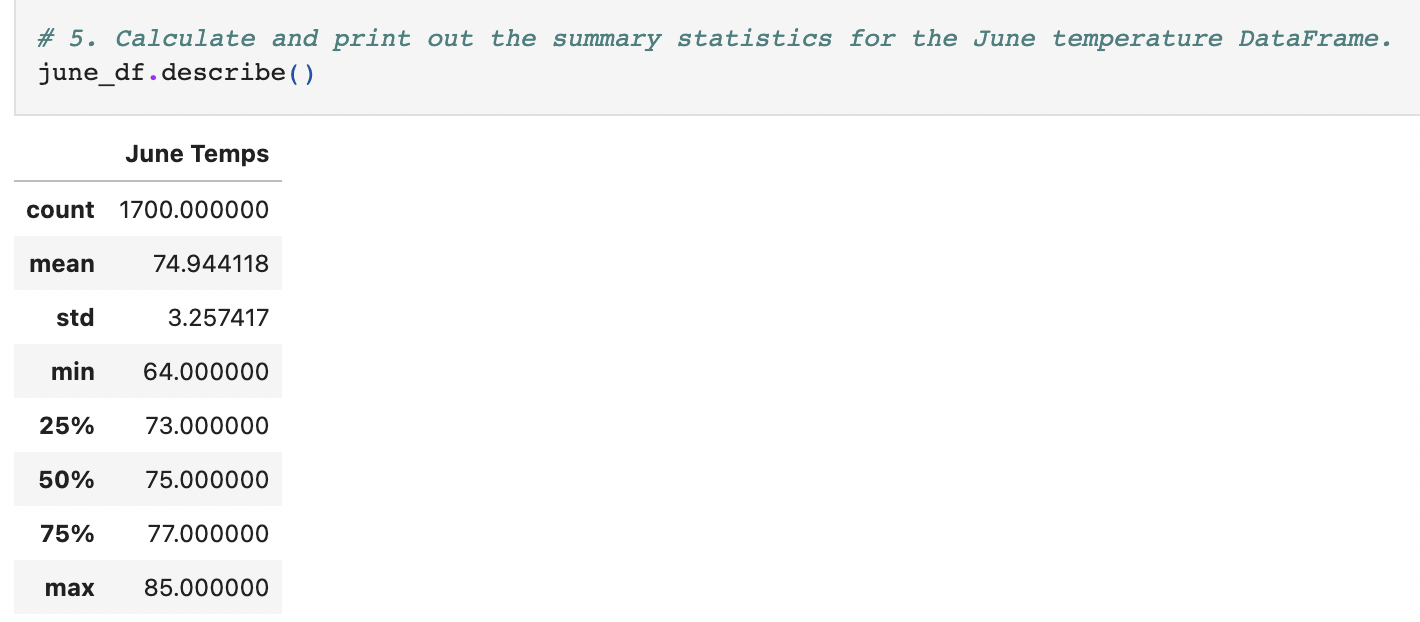 # 5. Calculate and print out the summary statistics for the June temperature DataFrame.
june_df.describe()
June Temps
count 1700.000000
mean 74.944118
std 3.257417
min 64.000000
25% 73.000000
50% 75.000000
75% 77.000000
max 85.000000